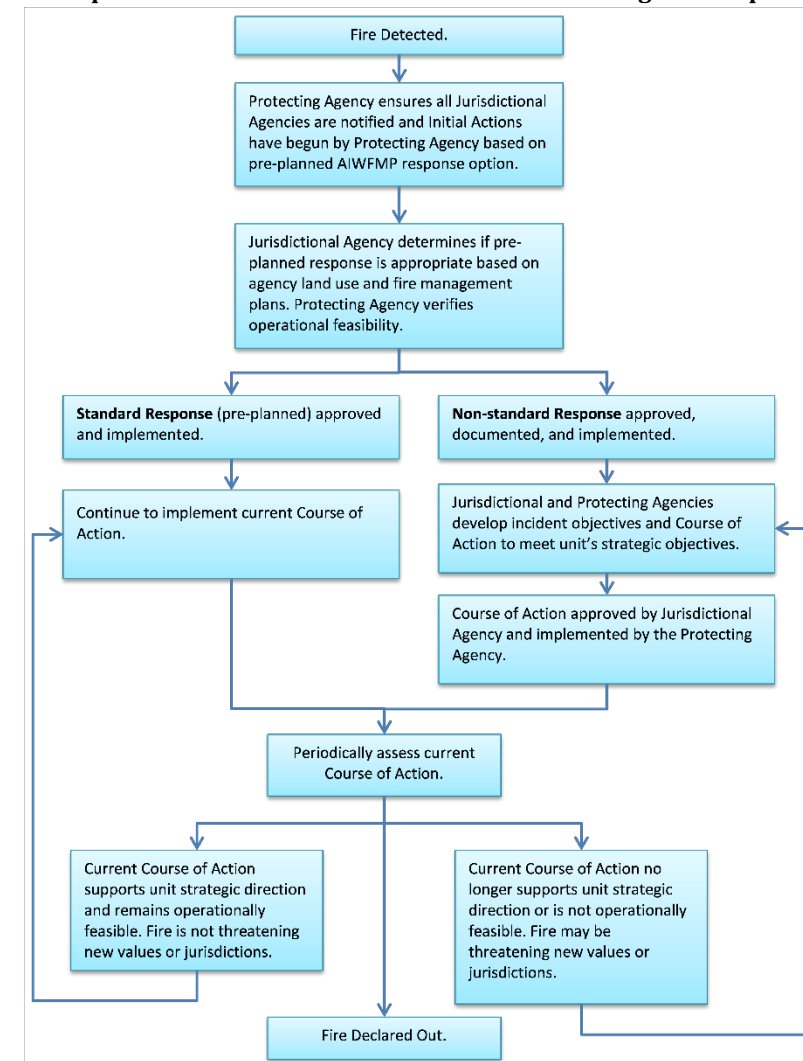 Fire Detected.
Protecting Agency ensures all Jurisdictional
Agencies are notified and Initial Actions
have begun by Protecting Agency based on
pre-planned AIWFMP response option.
Jurisdictional Agency determines if pre-
planned response is appropriate based on
agency land use and fire management
plans. Protecting Agency verifies
operational feasibility.
Standard Response (pre-planned) approved
and implemented.
Non-standard Response approved,
documented, and implemented.
Continue to implement current Course of
Action.
Jurisdictional and Protecting Agencies
develop incident objectives and Course of
Action to meet unit’s strategic objectives.
Course of Action approved by Jurisdictional
Agency and implemented by the Protecting
Agency.
Periodically assess current
Course of Action.
Current Course of Action
supports unit strategic direction
and remains operationally
feasible. Fire is not threatening
new values or jurisdictions.
Current Course of Action no
longer supports unit strategic
direction or is not operationally
feasible. Fire may be
threatening new values or
jurisdictions.
Fire Declared Out.